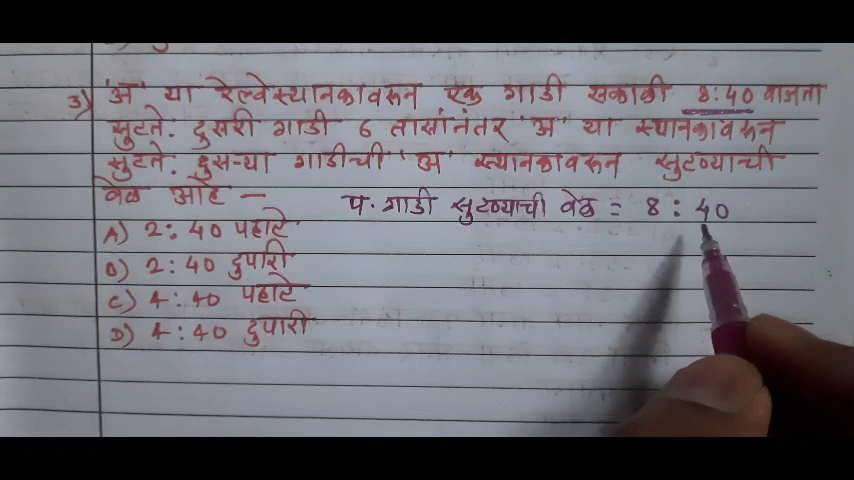 3) 'अ' या रेल्वेस्थानकावरून एक गाडी सकाळी 8:40 वाजता
सुटते. दुसरी गाडी 6 तासांनंतर 'अ' या स्थानकावरून
सुटते. दुसऱ्या गाडीची 'अ' स्थानकावरून सुटण्याची
वेळ आहे —
प. गाडी सुटण्याची वेळ = 8 : 40
A) 2:40 पहाटे
B) 2:40 दुपारी
C) 4:40 पहाटे
D) 4:40 दुपारी